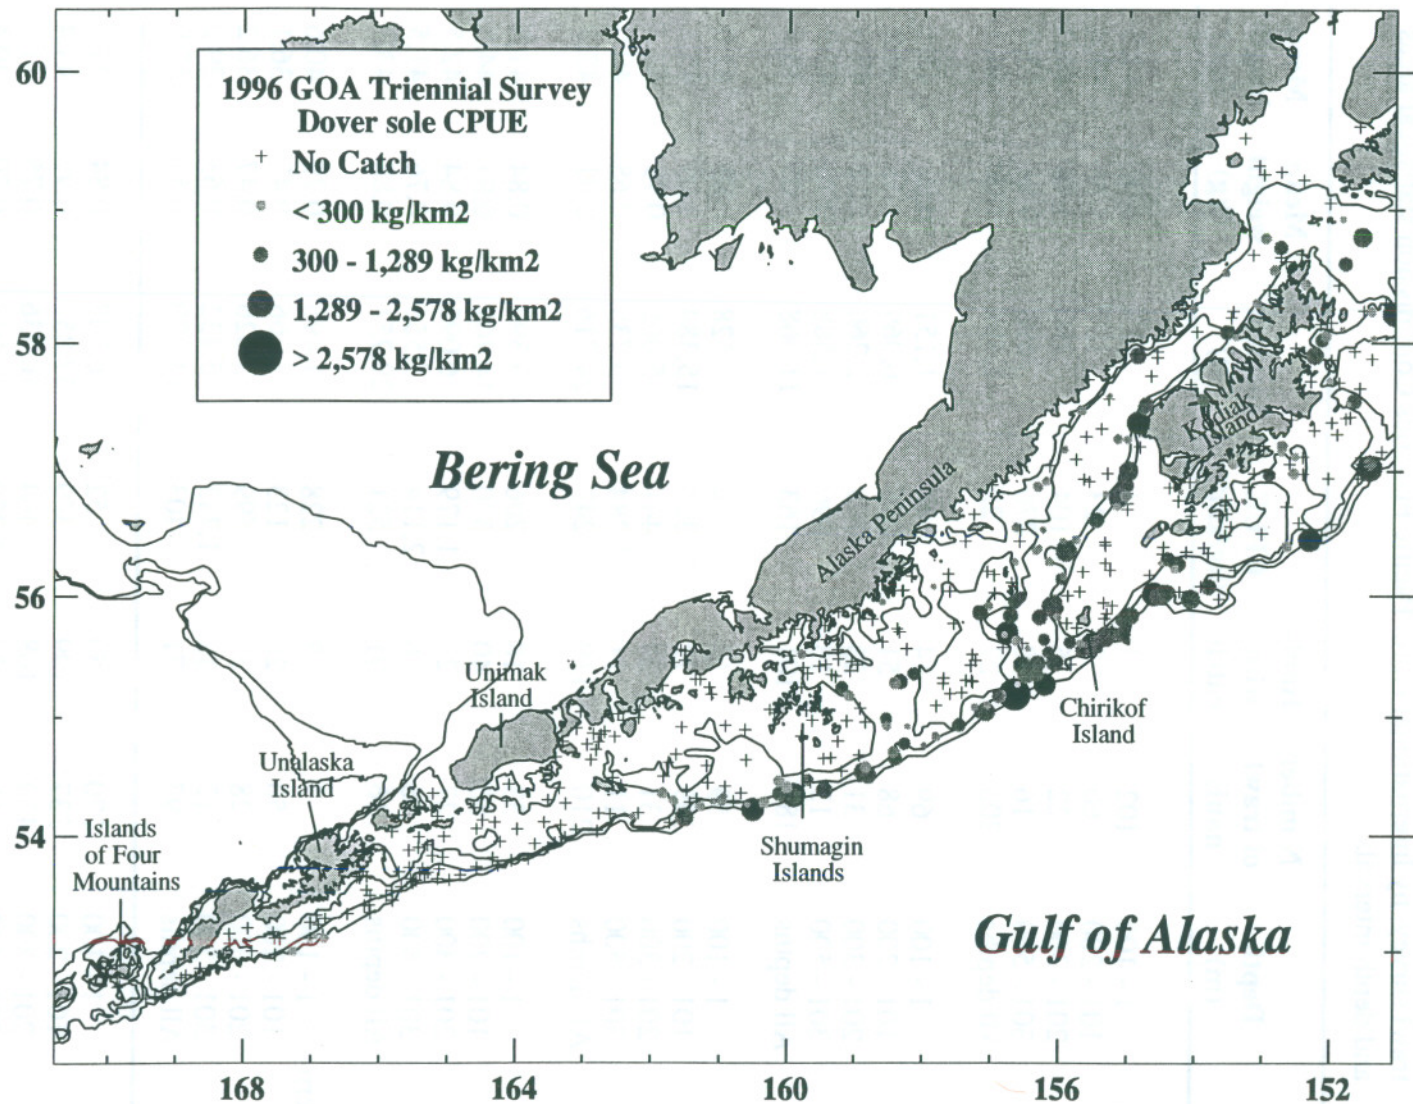 60
58
56
54
1996 GOA Triennial Survey
Dover sole CPUE
No Catch
< 300 kg/km2
300 - 1,289 kg/km2
1,289 - 2,578 kg/km2
> 2,578 kg/km2
Bering Sea
Kodiak
Island
Alaska Peninsula
Unimak
Island
Unalaska
Island
Chirikof
Island
Islands
of Four
Mountains
Shumagin
Islands
Gulf of Alaska
168
164
160
156
152